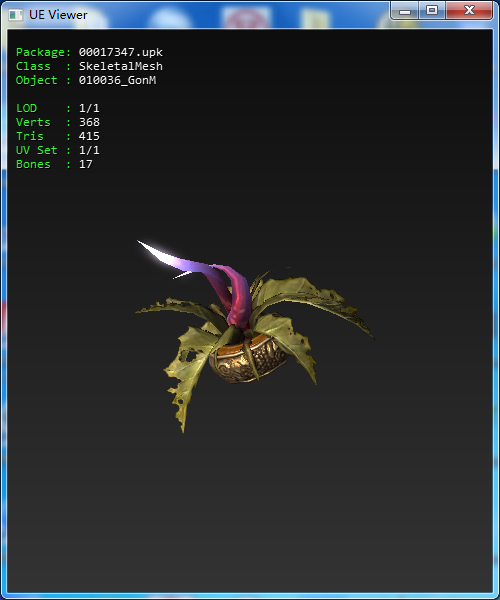 UE Viewer
Package: 00017347.upk
Class : SkeletalMesh
Object : 010036_GonM
LOD : 1/1
Verts : 368
Tris : 415
UV Set : 1/1
Bones : 17